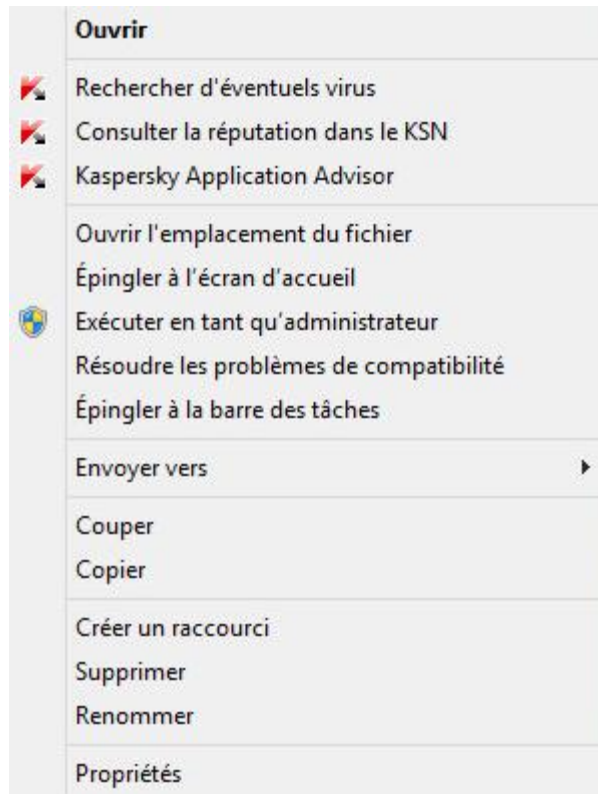 Ouvrir
Rechercher d'éventuels virus
Consulter la réputation dans le KSN
Kaspersky Application Advisor
Ouvrir l'emplacement du fichier
Épingler à l'écran d'accueil
Exécuter en tant qu'administrateur
Résoudre les problèmes de compatibilité
Épingler à la barre des tâches
Envoyer vers
Couper
Copier
Créer un raccourci
Supprimer
Renommer
Propriétés